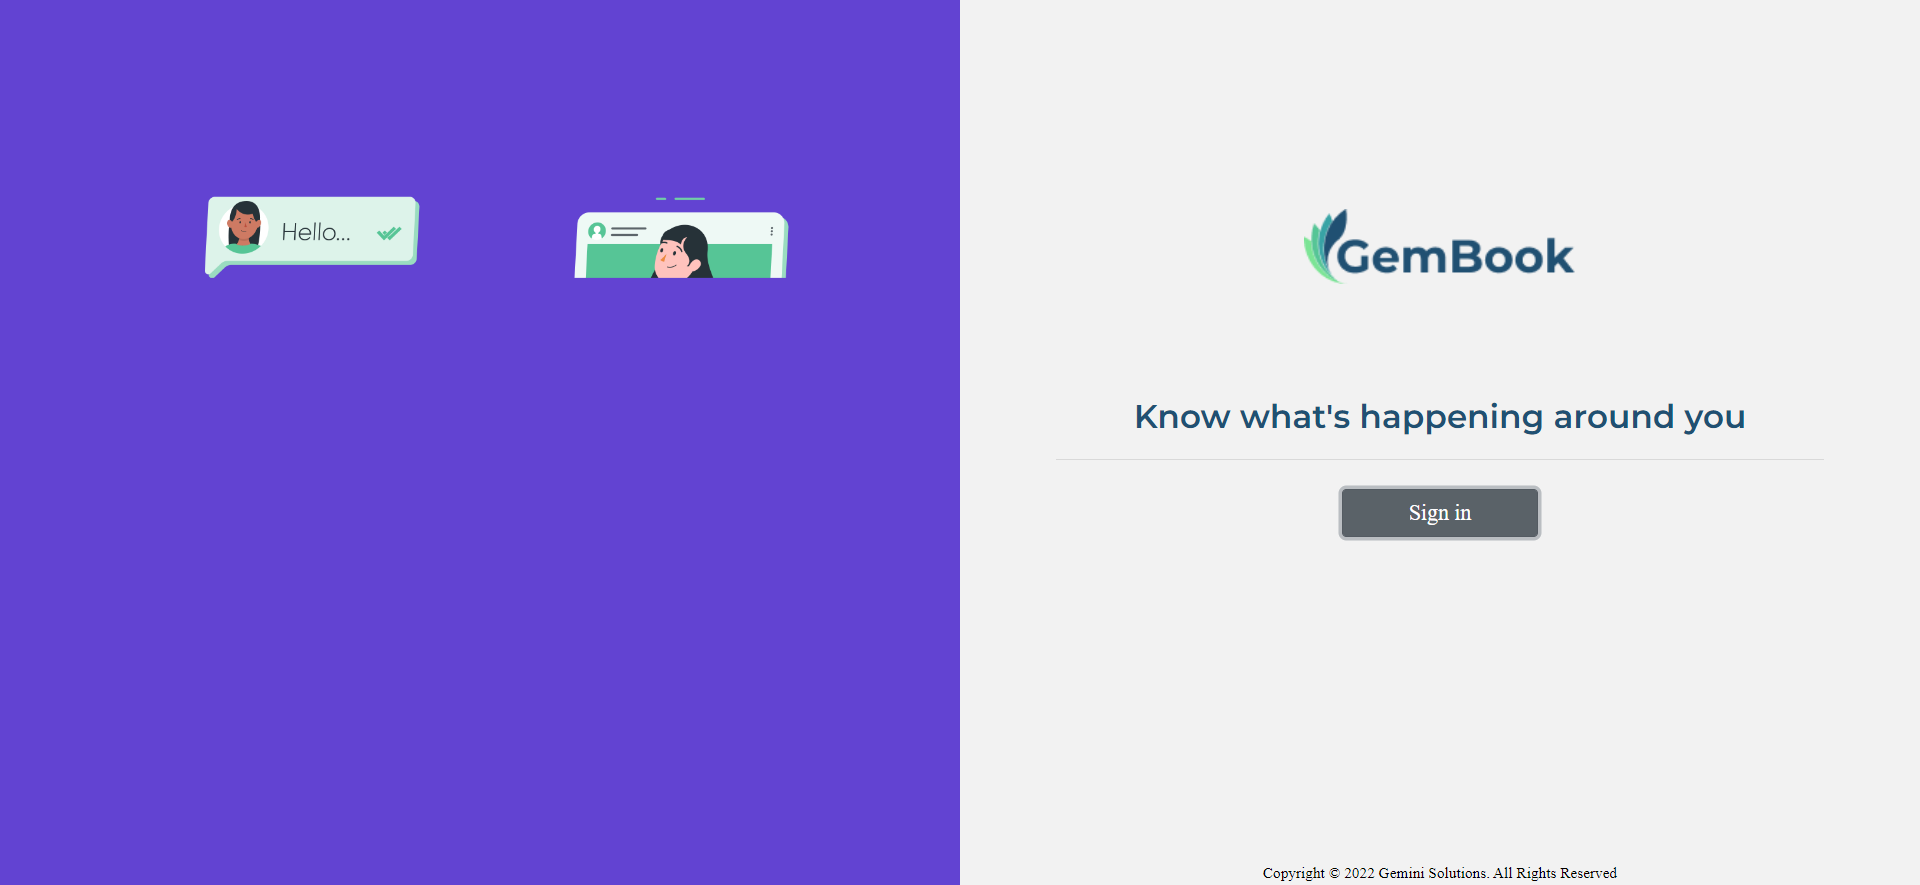 Hello...
GemBook
Know what's happening around you
Sign in
Copyright © 2022 Gemini Solutions. All Rights Reserved